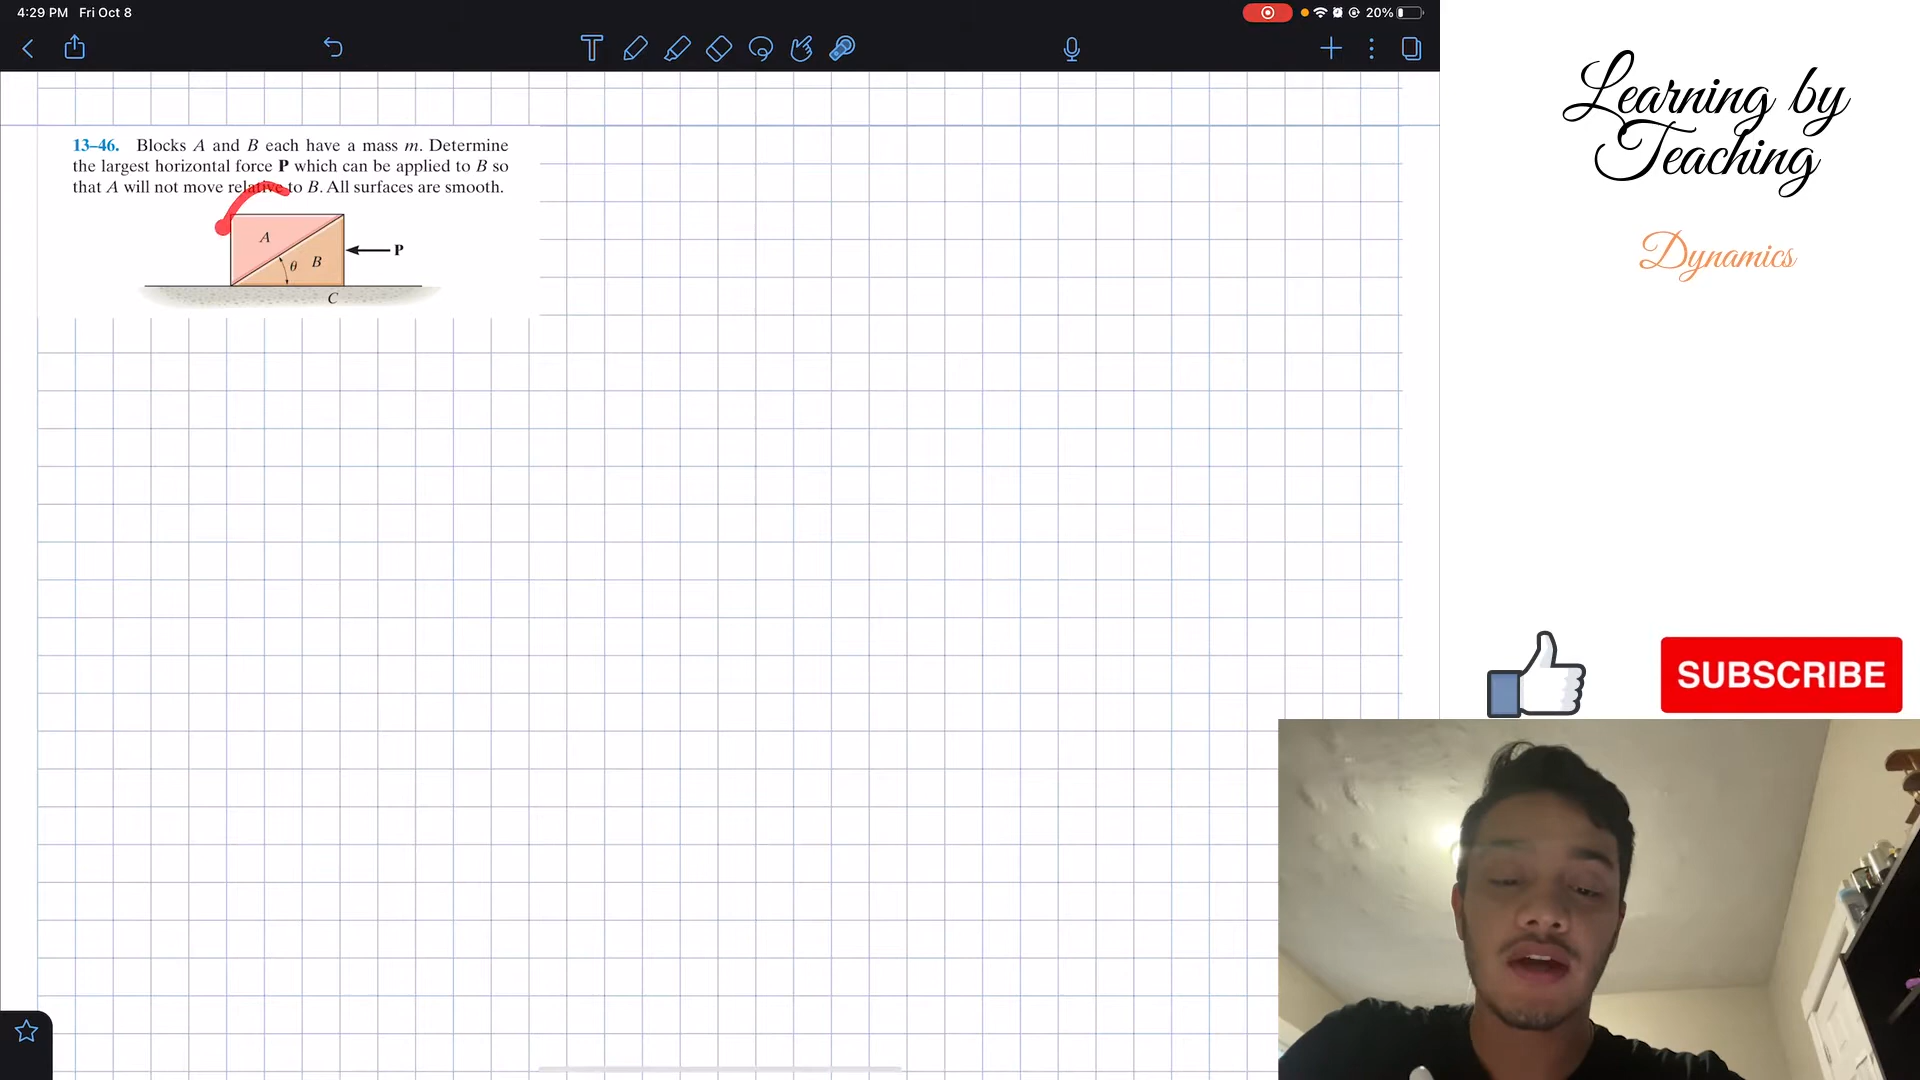 4:29 PM Fri Oct 8
20%
Learning by
Teaching
Dynamics
13–46. Blocks A and B each have a mass m. Determine
the largest horizontal force P which can be applied to B so
that A will not move relative to B. All surfaces are smooth.
A
P
θ B
C
SUBSCRIBE